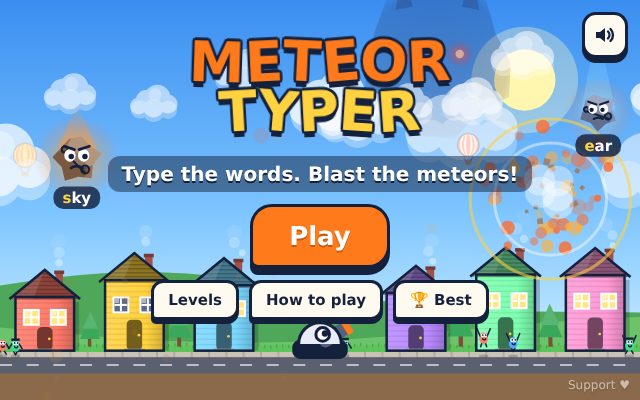 METEOR
TYPER
sky
ear
Type the words. Blast the meteors!
Play
Levels
How to play
🏆 Best
Support ♥